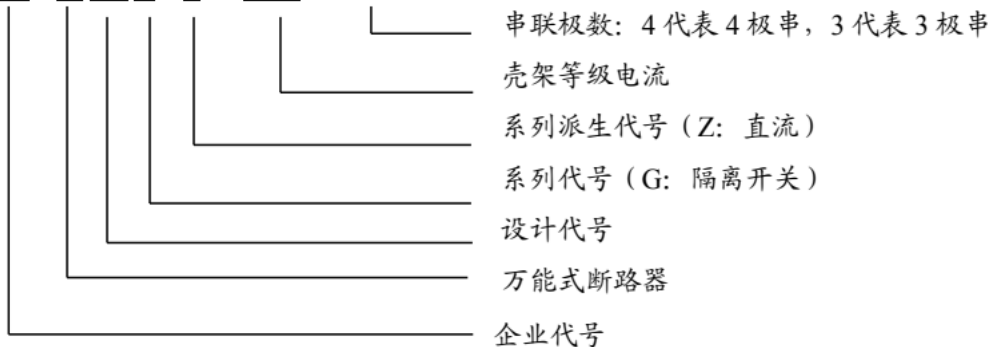 串联极数：4代表4极串，3代表3极串
壳架等级电流
系列派生代号（Z：直流）
系列代号（G：隔离开关）
设计代号
万能式断路器
企业代号